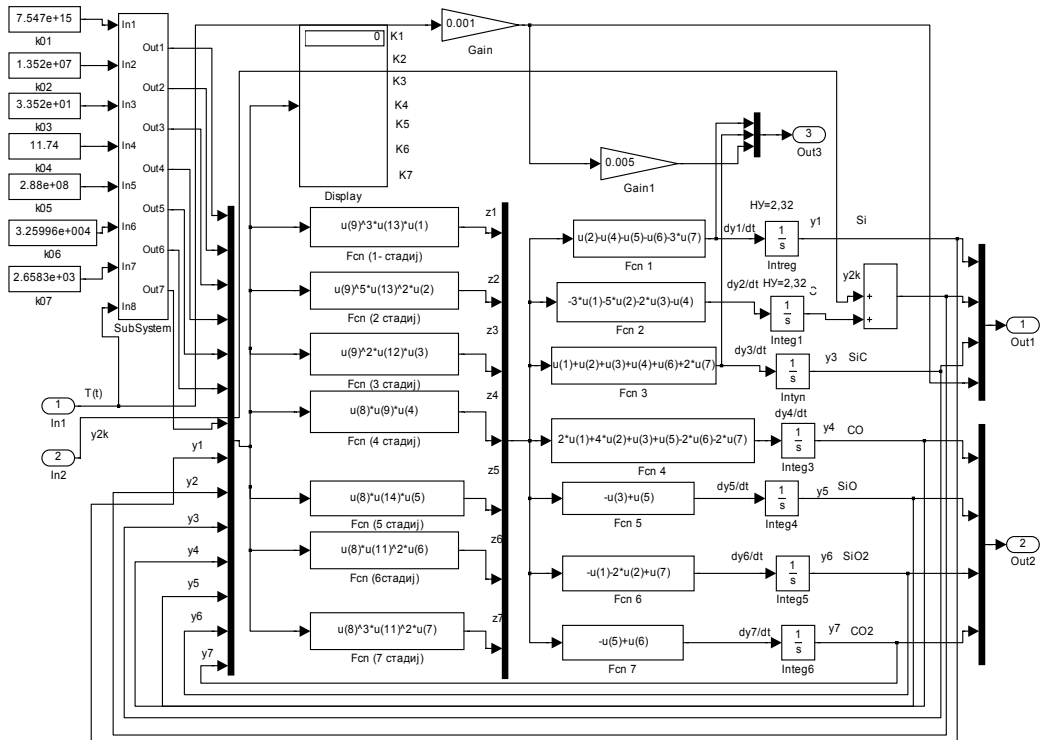 7.547e+15
k01
1.352e+07
k02
3.352e+01
k03
11.74
k04
2.88e+08
k05
3.25996e+004
k06
2.6583e+03
k07
In1
In2
In3
In4
In5
In6
In7
In8
Out1
Out2
Out3
Out4
Out5
Out6
Out7
SubSystem
1
In1
T(t)
2
In2
y2k
y1
y2
y3
y4
y5
y6
y7
0
K1
K2
K3
K4
K5
K6
K7
Display
0.001
Gain
0.005
Gain1
3
Out3
u(9)^3*u(13)*u(1)
Fcn (1- стадиј)
u(9)^5*u(13)^2*u(2)
Fcn (2 стадиј)
u(9)^2*u(12)*u(3)
Fcn (3 стадиј)
u(8)*u(9)*u(4)
Fcn (4 стадиј)
u(8)*u(14)*u(5)
Fcn (5 стадиј)
u(8)*u(11)^2*u(6)
Fcn (6стадиј)
u(8)^3*u(11)^2*u(7)
Fcn (7 стадиј)
z1
z2
z3
z4
z5
z6
z7
u(2)-u(4)-u(5)-u(6)-3*u(7)
Fcn 1
-3*u(1)-5*u(2)-2*u(3)-u(4)
Fcn 2
u(1)+u(2)+u(3)+u(4)+u(6)+2*u(7)
Fcn 3
2*u(1)+4*u(2)+u(3)+u(5)-2*u(6)-2*u(7)
Fcn 4
-u(3)+u(5)
Fcn 5
-u(1)-2*u(2)+u(7)
Fcn 6
-u(5)+u(6)
Fcn 7
НУ=2,32
dy1/dt
1
s
Intreg
y1
Si
dy2/dt
НУ=2,32
1
s
Integ1
y2k
+
+
dy3/dt
1
s
Intуп
y3
SiC
dy4/dt
1
s
Integ3
y4
CO
dy5/dt
1
s
Integ4
y5
SiO
dy6/dt
1
s
Integ5
y6
SiO2
dy7/dt
1
s
Integ6
y7
CO2
1
Out1
2
Out2